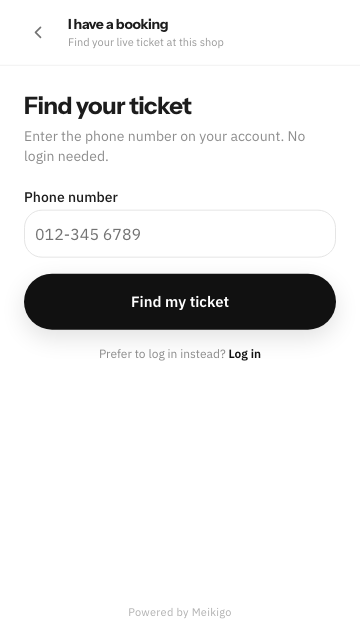 I have a booking
Find your live ticket at this shop
Find your ticket
Enter the phone number on your account. No
login needed.
Phone number
012-345 6789
Find my ticket
Prefer to log in instead? Log in
Powered by Meikigo